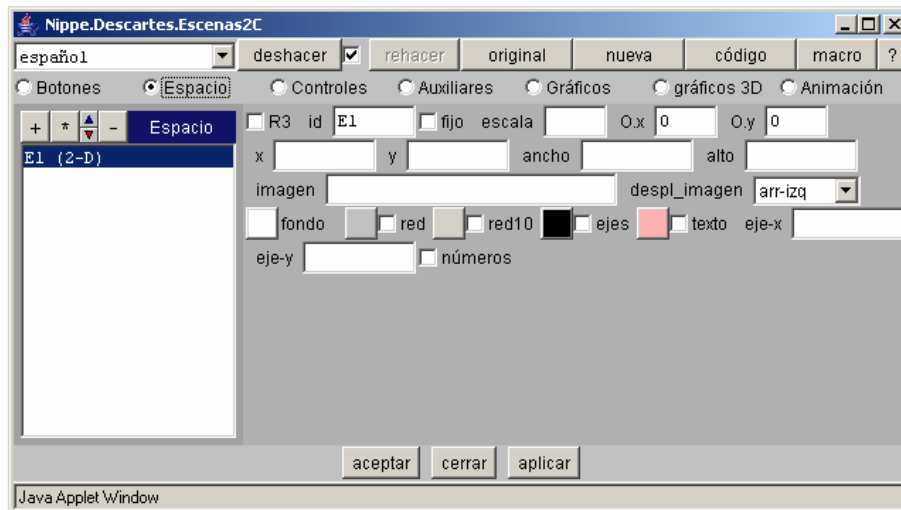 Nippe.Descartes.Escenas2C
español deshacer rehacer original nueva código macro ?
Botones Espacio Controles Auxiliares Gráficos gráficos 3D Animación
+ * - Espacio R3 id E1 fijo escala O.x 0 O.y 0
E1 (2-D) x y ancho alto
imagen despl_imagen arr-izq
fondo red red10 ejes texto eje-x
eje-y números
aceptar cerrar aplicar
Java Applet Window